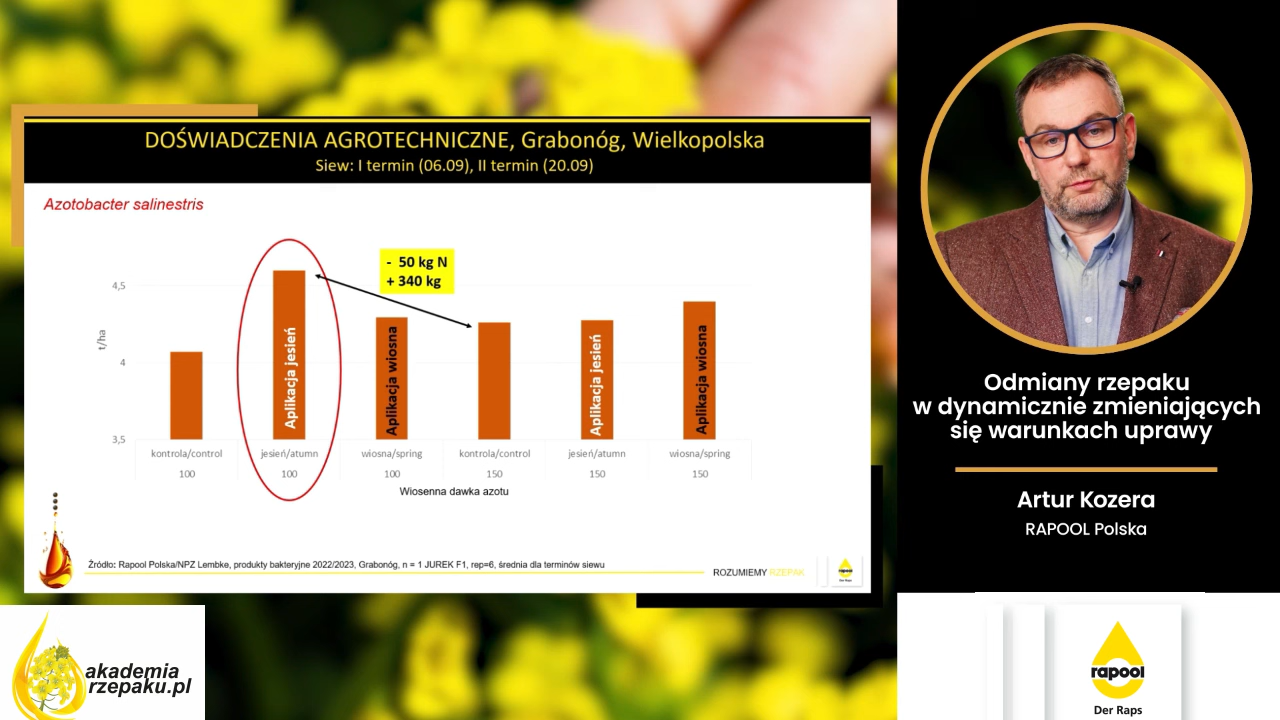 DOŚWIADCZENIA AGROTECHNICZNE, Grabonóg, Wielkopolska
Siew: I termin (06.09), II termin (20.09)
Azotobacter salinestris
- 50 kg N
+ 340 kg
4,5
4
3,5
t/ha
Aplikacja jesień
Aplikacja wiosna
Aplikacja jesień
Aplikacja wiosna
kontrola/control
jesień/atumn
wiosna/spring
kontrola/control
jesień/atumn
wiosna/spring
100
100
100
150
150
150
Wiosenna dawka azotu
Źródło: Rapool Polska/NPZ Lembke, produkty bakteryjne 2022/2023, Grabonóg, n = 1 JUREK F1, rep=6, średnia dla terminów siewu
ROZUMIEMY RZEPAK
rapool
Der Raps
Odmiany rzepaku
w dynamicznie zmieniających
się warunkach uprawy
Artur Kozera
RAPOOL Polska
akademia
rzepaku.pl
rapool
Der Raps